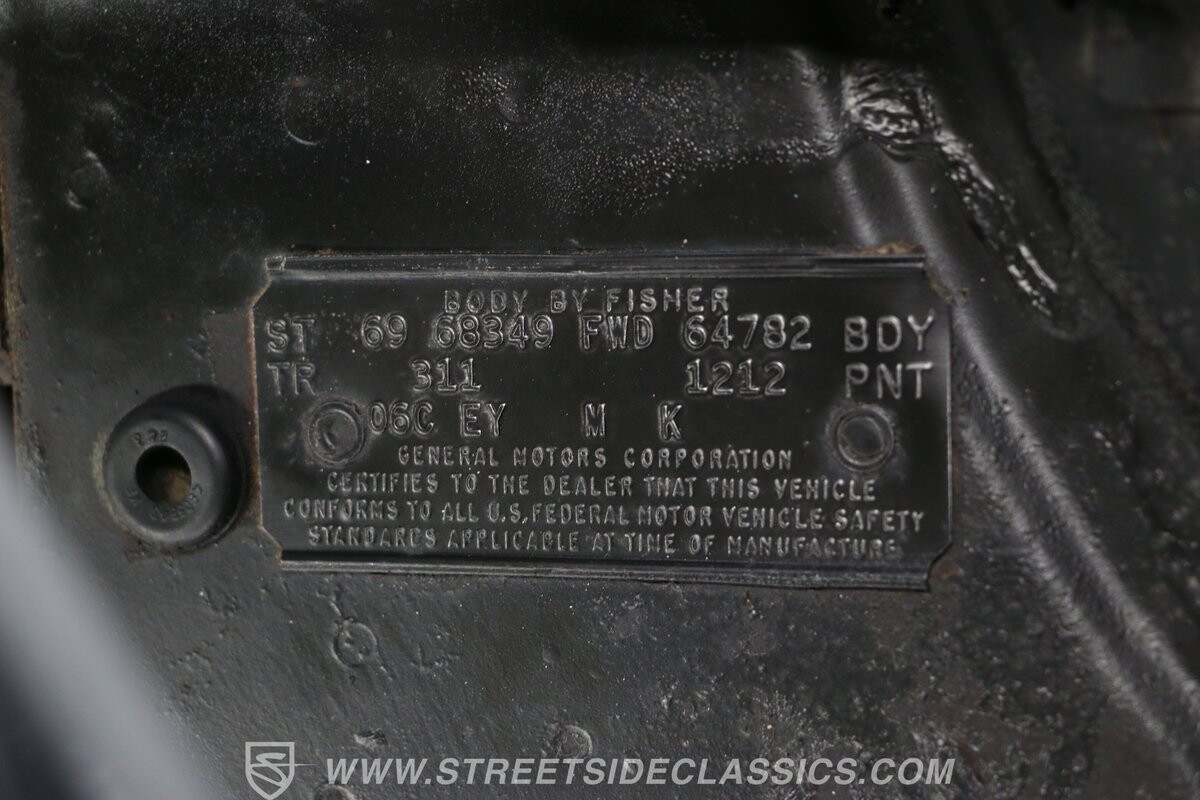 BODY BY FISHER
ST 69 68349 FWD 64782 BDY
TR 311 1212 PNT
06C EY M K
GENERAL MOTORS CORPORATION
CERTIFIES TO THE DEALER THAT THIS VEHICLE
CONFORMS TO ALL U.S. FEDERAL MOTOR VEHICLE SAFETY
STANDARDS APPLICABLE AT TIME OF MANUFACTURE
WWW.STREETSIDECLASSICS.COM